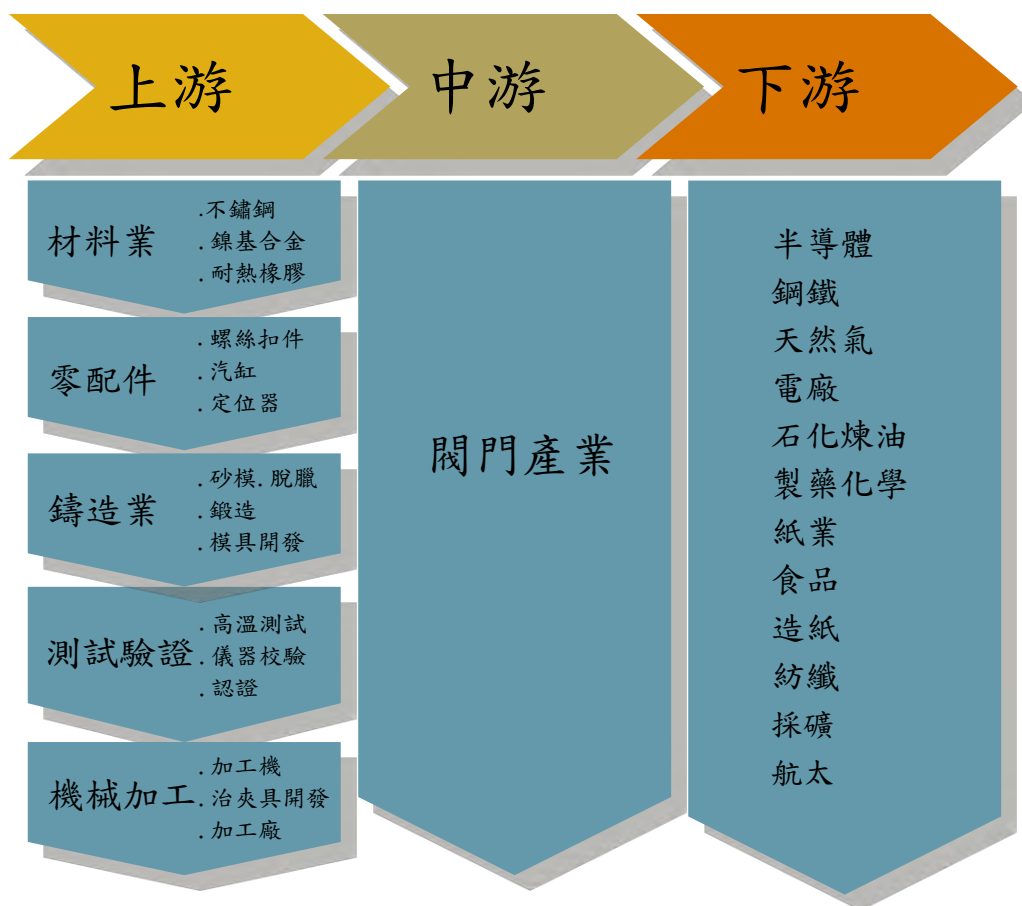 上游
中游
下游
材料業
.不鏽鋼
.鎳基合金
.耐熱橡膠
零配件
.螺絲扣件
.汽缸
.定位器
鑄造業
.砂模.脫臘
.鍛造
.模具開發
測試驗證
.高溫測試
.儀器校驗
.認證
機械加工
.加工機
.治夾具開發
.加工廠
閥門產業
半導體
鋼鐵
天然氣
電廠
石化煉油
製藥化學
紙業
食品
造紙
紡纖
採礦
航太